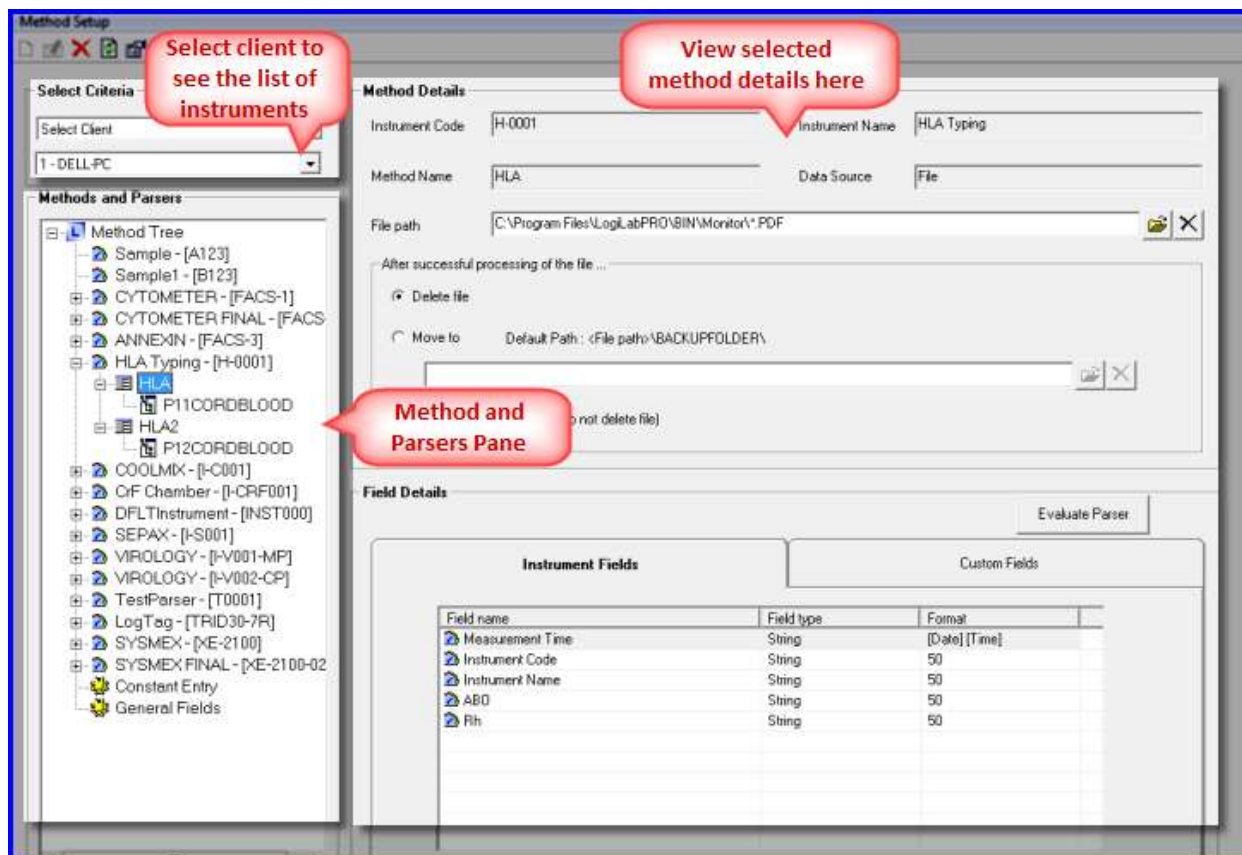 Method Setup
Select client to
see the list of
instruments
View selected
method details here
Select Criteria
Select Client
1 - DELL-PC
Methods and Parsers
Method Tree
Sample - [A123]
Sample1 - [B123]
CYTOMETER - [FACS-1]
CYTOMETER FINAL - [FACS
ANNEXIN - [FACS-3]
HLA Typing - [H-0001]
HLA
P11CORDBLOOD
HLA2
P12CORDBLOOD
COOLMIX - [I-C001]
CrF Chamber - [I-CRF001]
DFLTInstrument - [INST000]
SEPAX - [I-S001]
VIROLOGY - [I-V001-MP]
VIROLOGY - [I-V002-CP]
TestParser - [T0001]
LogTag - [TRID30-7R]
SYSMEX - [XE-2100]
SYSMEX FINAL - [XE-2100-02
Constant Entry
General Fields
Method and
Parsers Pane
Method Details
Instrument Code H-0001 Instrument Name HLA Typing
Method Name HLA Data Source File
File path C:\Program Files\LogiLabPRO\BIN\Monitor\*.PDF
After successful processing of the file ...
Delete file
Move to Default Path : <File path>\BACKUPFOLDER\
not delete file)
Field Details
Evaluate Parser
Instrument Fields Custom Fields
Field name Field type Format
Measurement Time String [Date] [Time]
Instrument Code String 50
Instrument Name String 50
ABO String 50
Rh String 50